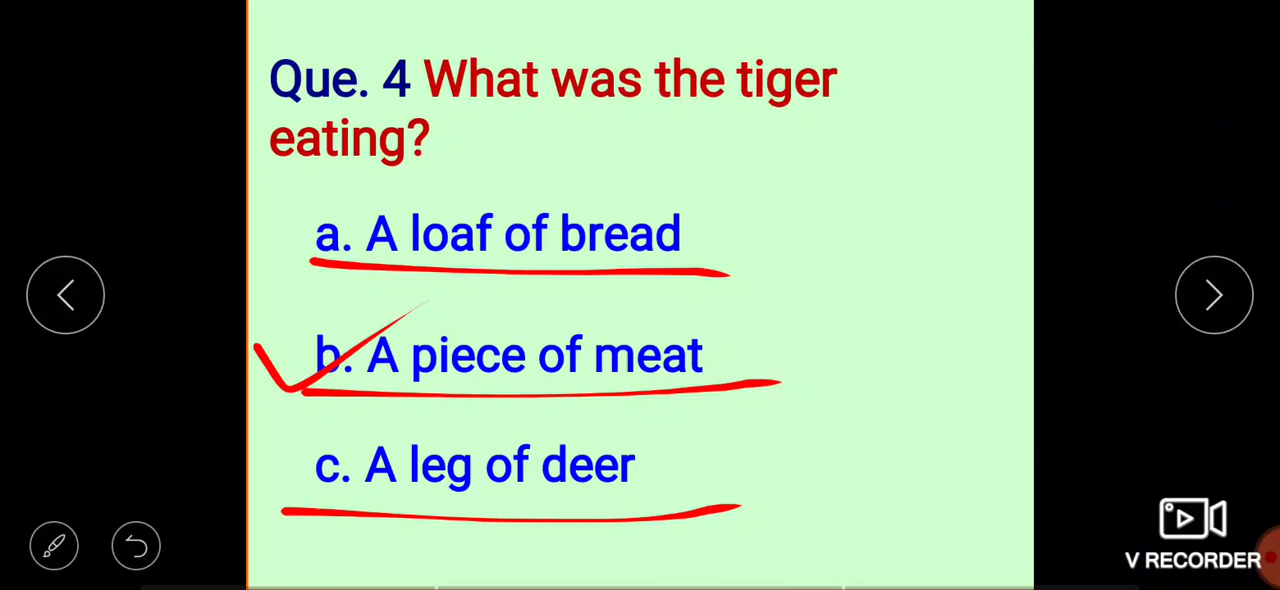 Que. 4 What was the tiger
eating?
a. A loaf of bread
b. A piece of meat
c. A leg of deer
V RECORDER